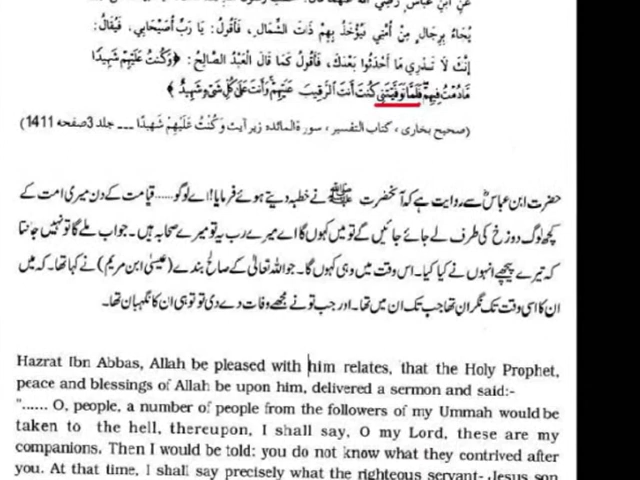 يُجَاءُ بِرِجَالٍ مِنْ أُمَّتِي فَيُؤْخَذُ بِهِمْ ذَاتَ الشِّمَالِ، فَأَقُولُ: يَا رَبِّ أُصَيْحَابِي، فَيُقَالُ:
إِنَّكَ لَا تَدْرِي مَا أَحْدَثُوا بَعْدَكَ، فَأَقُولُ كَمَا قَالَ الْعَبْدُ الصَّالِحُ: ﴿وَكُنْتُ عَلَيْهِمْ شَهِيدًا
مَا دُمْتُ فِيهِمْ فَلَمَّا تَوَفَّيْتَنِي كُنْتَ أَنْتَ الرَّقِيبَ عَلَيْهِمْ وَأَنْتَ عَلَى كُلِّ شَيْءٍ شَهِيدٌ﴾
(صحیح بخاری، کتاب التفسیر، سورۃ المائدہ زیر آیت وَ كُنْتُ عَلَيْهِمْ شَهِيدًا ۔۔۔ جلد 3 صفحہ 1411)
حضرت ابن عباسؓ سے روایت ہے کہ آنحضرت ﷺ نے خطبہ دیتے ہوئے فرمایا! اے لوگو......قیامت کے دن میری امت کے
کچھ لوگ دوزخ کی طرف لے جائے جائیں گے تو میں کہوں گا اے میرے رب یہ تو میرے صحابہ ہیں۔ جواب ملے گا تو نہیں جانتا
کہ تیرے پیچھے انہوں نے کیا کیا۔ اس وقت میں وہی کہوں گا۔ جو اللہ تعالیٰ کے صالح بندے (عیسیٰ ابن مریم) نے کہا تھا۔ کہ میں
ان کا اسی وقت تک نگران تھا جب تک ان میں تھا۔ اور جب تو نے مجھے وفات دے دی تو تو ہی ان کا نگہبان تھا۔
Hazrat Ibn Abbas, Allah be pleased with him relates, that the Holy Prophet,
peace and blessings of Allah be upon him, delivered a sermon and said:-
"...... O, people, a number of people from the followers of my Ummah would be
taken to the hell, thereupon, I shall say, O my Lord, these are my
companions. Then I would be told: you do not know what they contrived after
you. At that time, I shall say precisely what the righteous servant- Jesus son